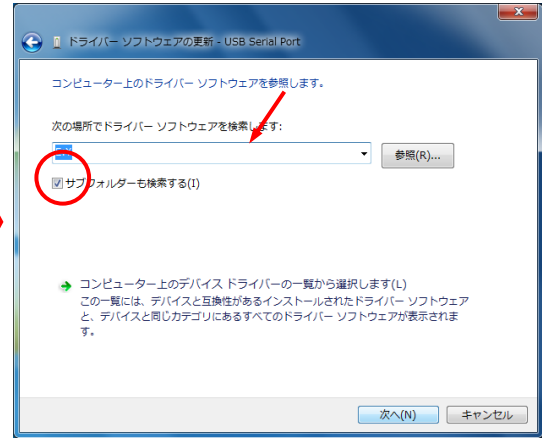 ドライバー ソフトウェアの更新 - USB Serial Port
コンピューター上のドライバー ソフトウェアを参照します。
次の場所でドライバー ソフトウェアを検索します:
参照(R)...
サブフォルダーも検索する(I)
コンピューター上のデバイス ドライバーの一覧から選択します(L)
この一覧には、デバイスと互換性があるインストールされたドライバー ソフトウェア
と、デバイスと同じカテゴリにあるすべてのドライバー ソフトウェアが表示されま
す。
次へ(N)
キャンセル